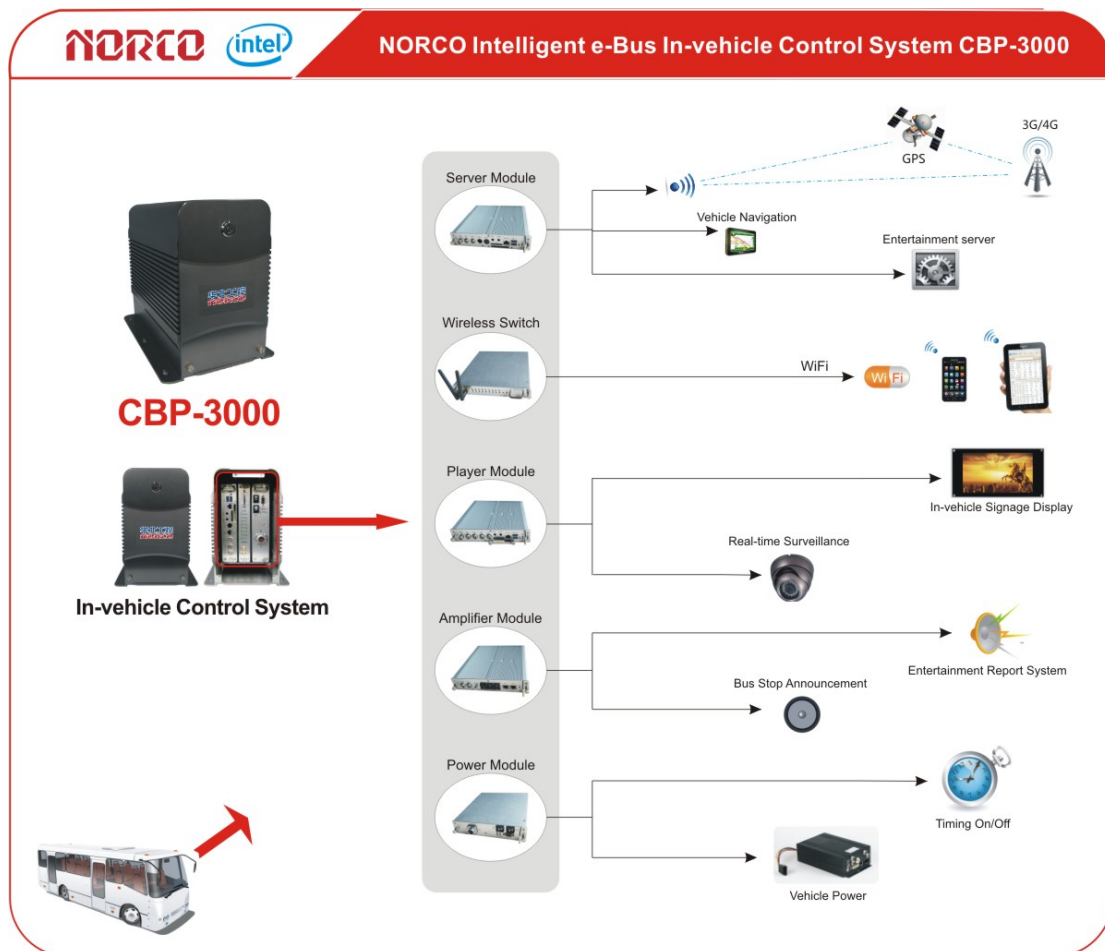 NORCO
intel
NORCO Intelligent e-Bus In-vehicle Control System CBP-3000
3G/4G
GPS
Server Module
Vehicle Navigation
Entertainment server
Wireless Switch
WiFi
Wi Fi
CBP-3000
Player Module
In-vehicle Signage Display
Real-time Surveillance
In-vehicle Control System
Amplifier Module
Entertainment Report System
Bus Stop Announcement
Power Module
Timing On/Off
Vehicle Power